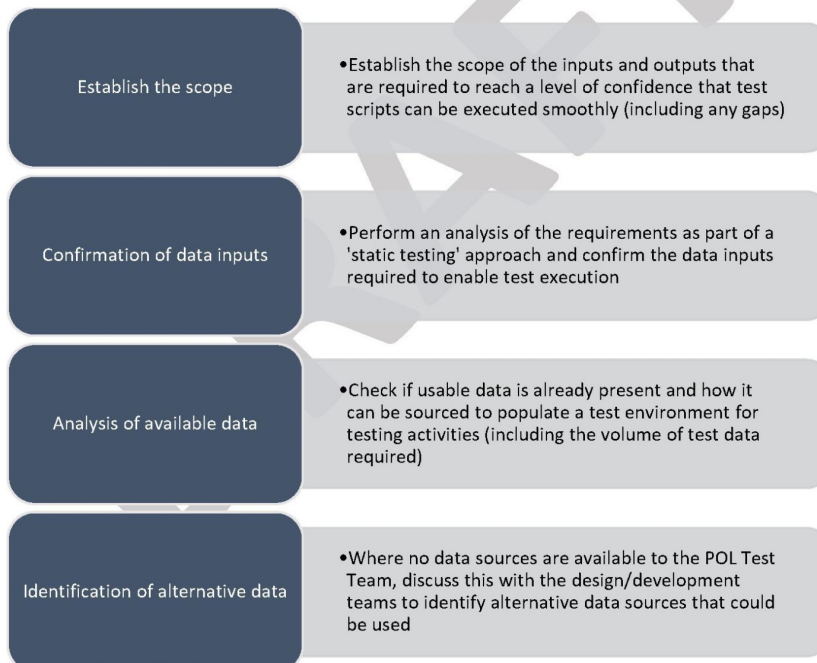 Establish the scope
•Establish the scope of the inputs and outputs that
are required to reach a level of confidence that test
scripts can be executed smoothly (including any gaps)
Confirmation of data inputs
•Perform an analysis of the requirements as part of a
'static testing' approach and confirm the data inputs
required to enable test execution
Analysis of available data
•Check if usable data is already present and how it
can be sourced to populate a test environment for
testing activities (including the volume of test data
required)
Identification of alternative data
•Where no data sources are available to the POL Test
Team, discuss this with the design/development
teams to identify alternative data sources that could
be used